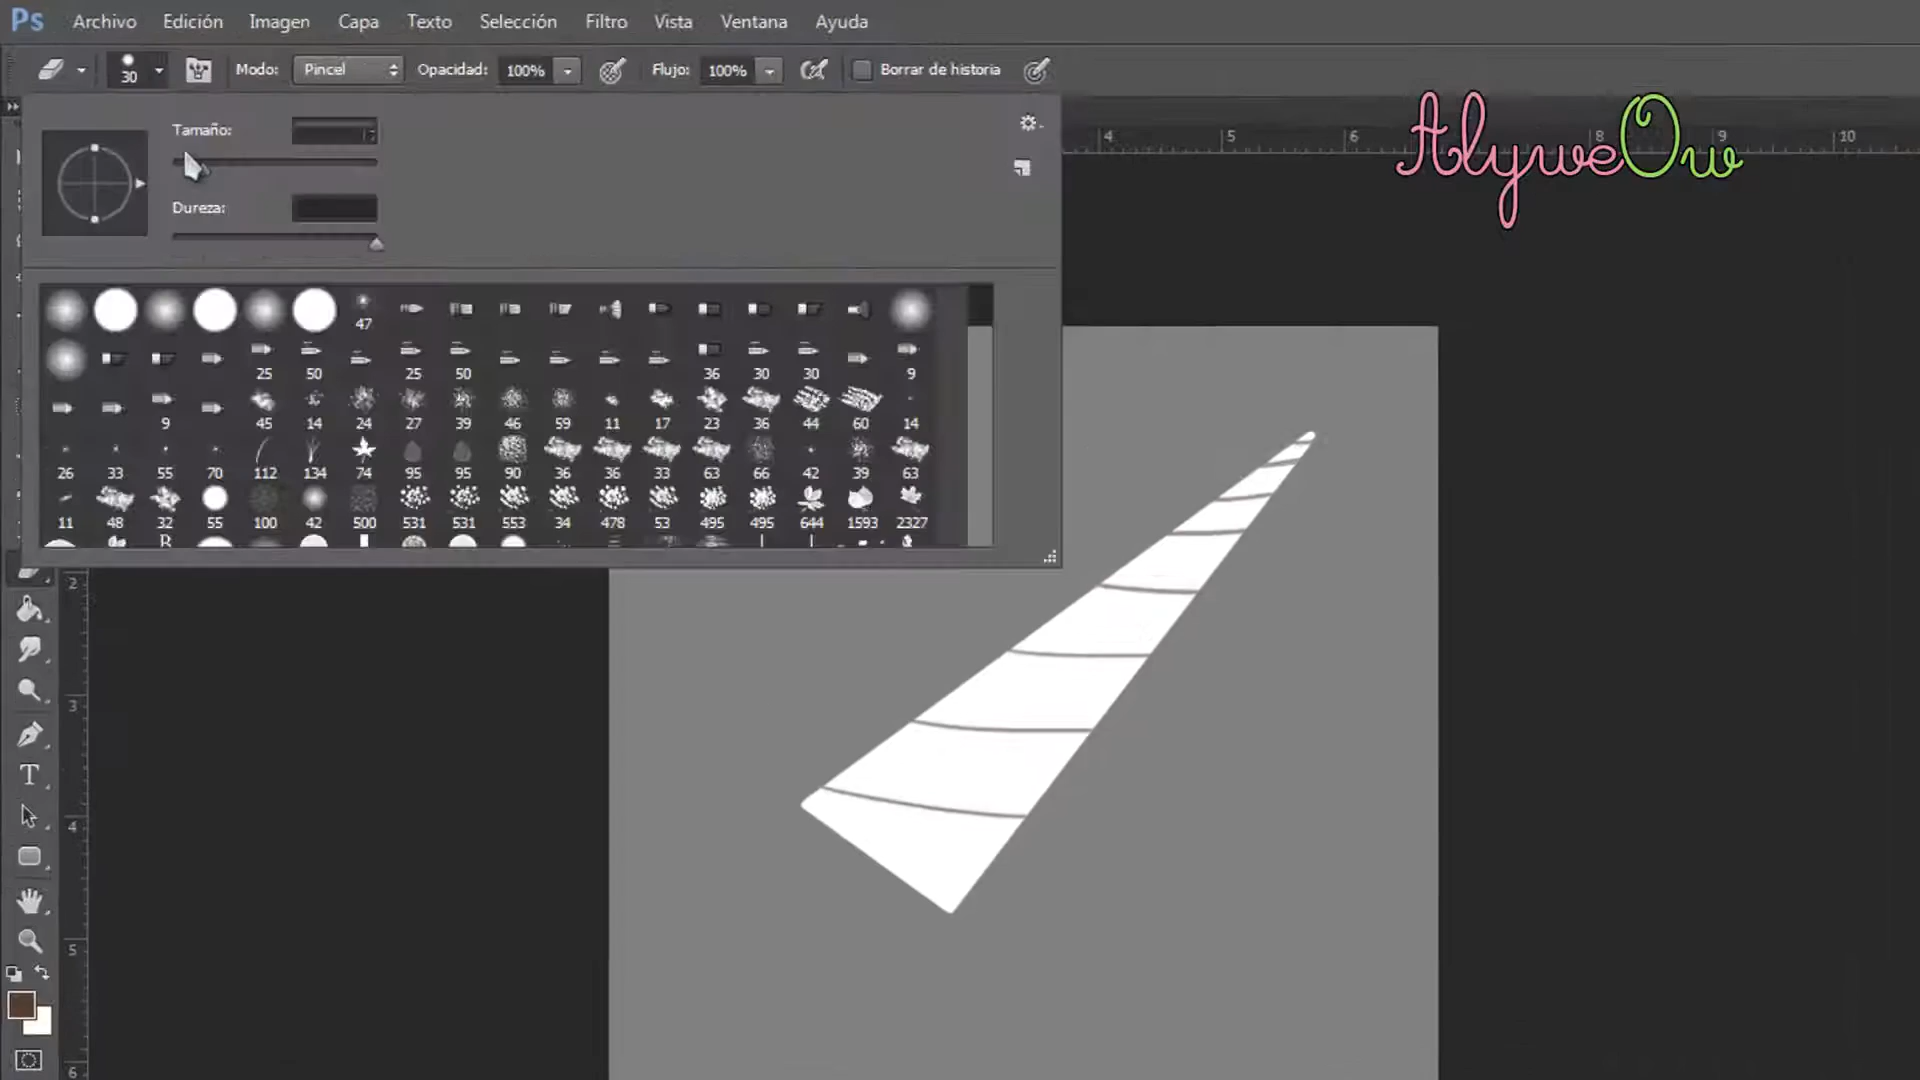 Ps Archivo Edición Imagen Capa Texto Selección Filtro Vista Ventana Ayuda
30 Modo: Pincel Opacidad: 100% Flujo: 100% Borrar de historia
Tamaño:
Dureza:
4 5 6 8 9 10
AlyweOw
47
25 50 25 50 36 30 30 9
9 45 14 24 27 39 46 59 11 17 23 36 44 60 14
26 33 55 70 112 134 74 95 95 90 36 36 33 63 66 42 39 63
11 48 32 55 100 42 500 531 531 553 34 478 53 495 495 644 1593 2327
2
3
T
4
5
6